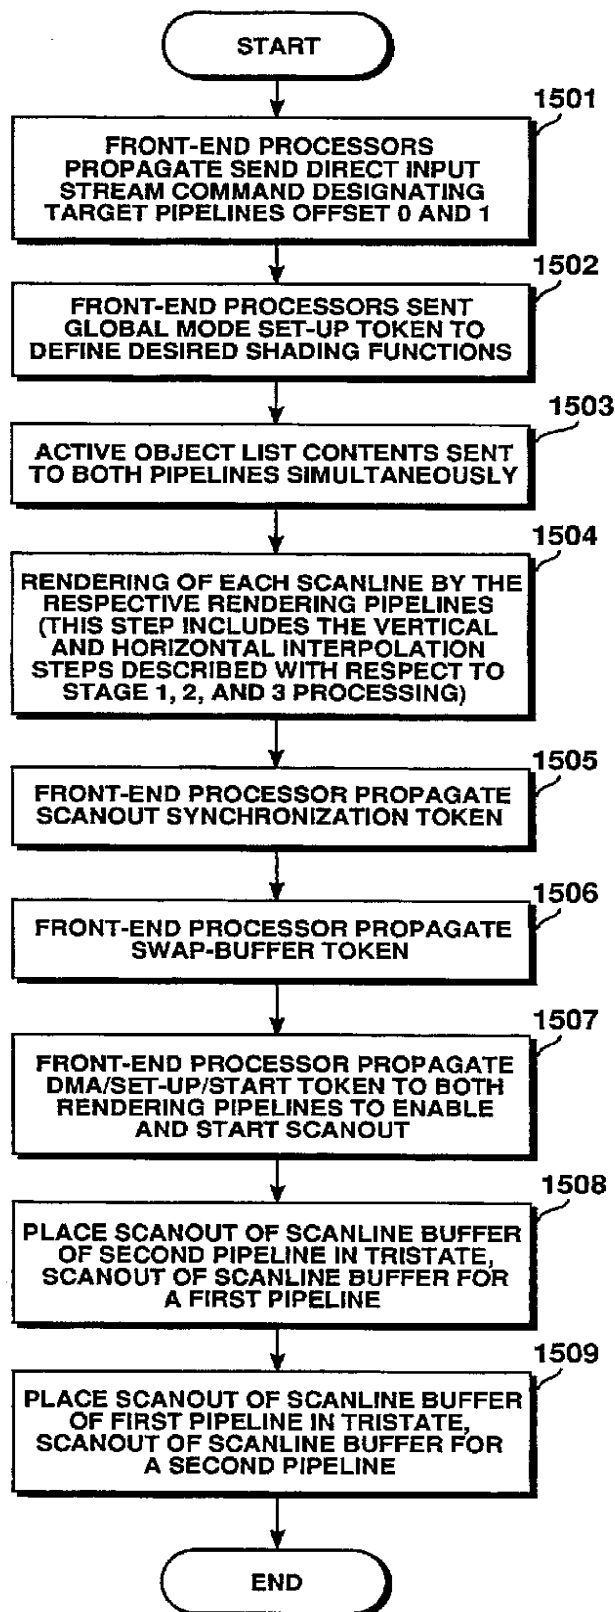 START
1501
FRONT-END PROCESSORS
PROPAGATE SEND DIRECT INPUT
STREAM COMMAND DESIGNATING
TARGET PIPELINES OFFSET 0 AND 1
1502
FRONT-END PROCESSORS SENT
GLOBAL MODE SET-UP TOKEN TO
DEFINE DESIRED SHADING FUNCTIONS
1503
ACTIVE OBJECT LIST CONTENTS SENT
TO BOTH PIPELINES SIMULTANEOUSLY
1504
RENDERING OF EACH SCANLINE BY THE
RESPECTIVE RENDERING PIPELINES
(THIS STEP INCLUDES THE VERTICAL
AND HORIZONTAL INTERPOLATION
STEPS DESCRIBED WITH RESPECT TO
STAGE 1, 2, AND 3 PROCESSING)
1505
FRONT-END PROCESSOR PROPAGATE
SCANOUT SYNCHRONIZATION TOKEN
1506
FRONT-END PROCESSOR PROPAGATE
SWAP-BUFFER TOKEN
1507
FRONT-END PROCESSOR PROPAGATE
DMA/SET-UP/START TOKEN TO BOTH
RENDERING PIPELINES TO ENABLE
AND START SCANOUT
1508
PLACE SCANOUT OF SCANLINE BUFFER
OF SECOND PIPELINE IN TRISTATE,
SCANOUT OF SCANLINE BUFFER FOR
A FIRST PIPELINE
1509
PLACE SCANOUT OF SCANLINE BUFFER
OF FIRST PIPELINE IN TRISTATE,
SCANOUT OF SCANLINE BUFFER FOR
A SECOND PIPELINE
END